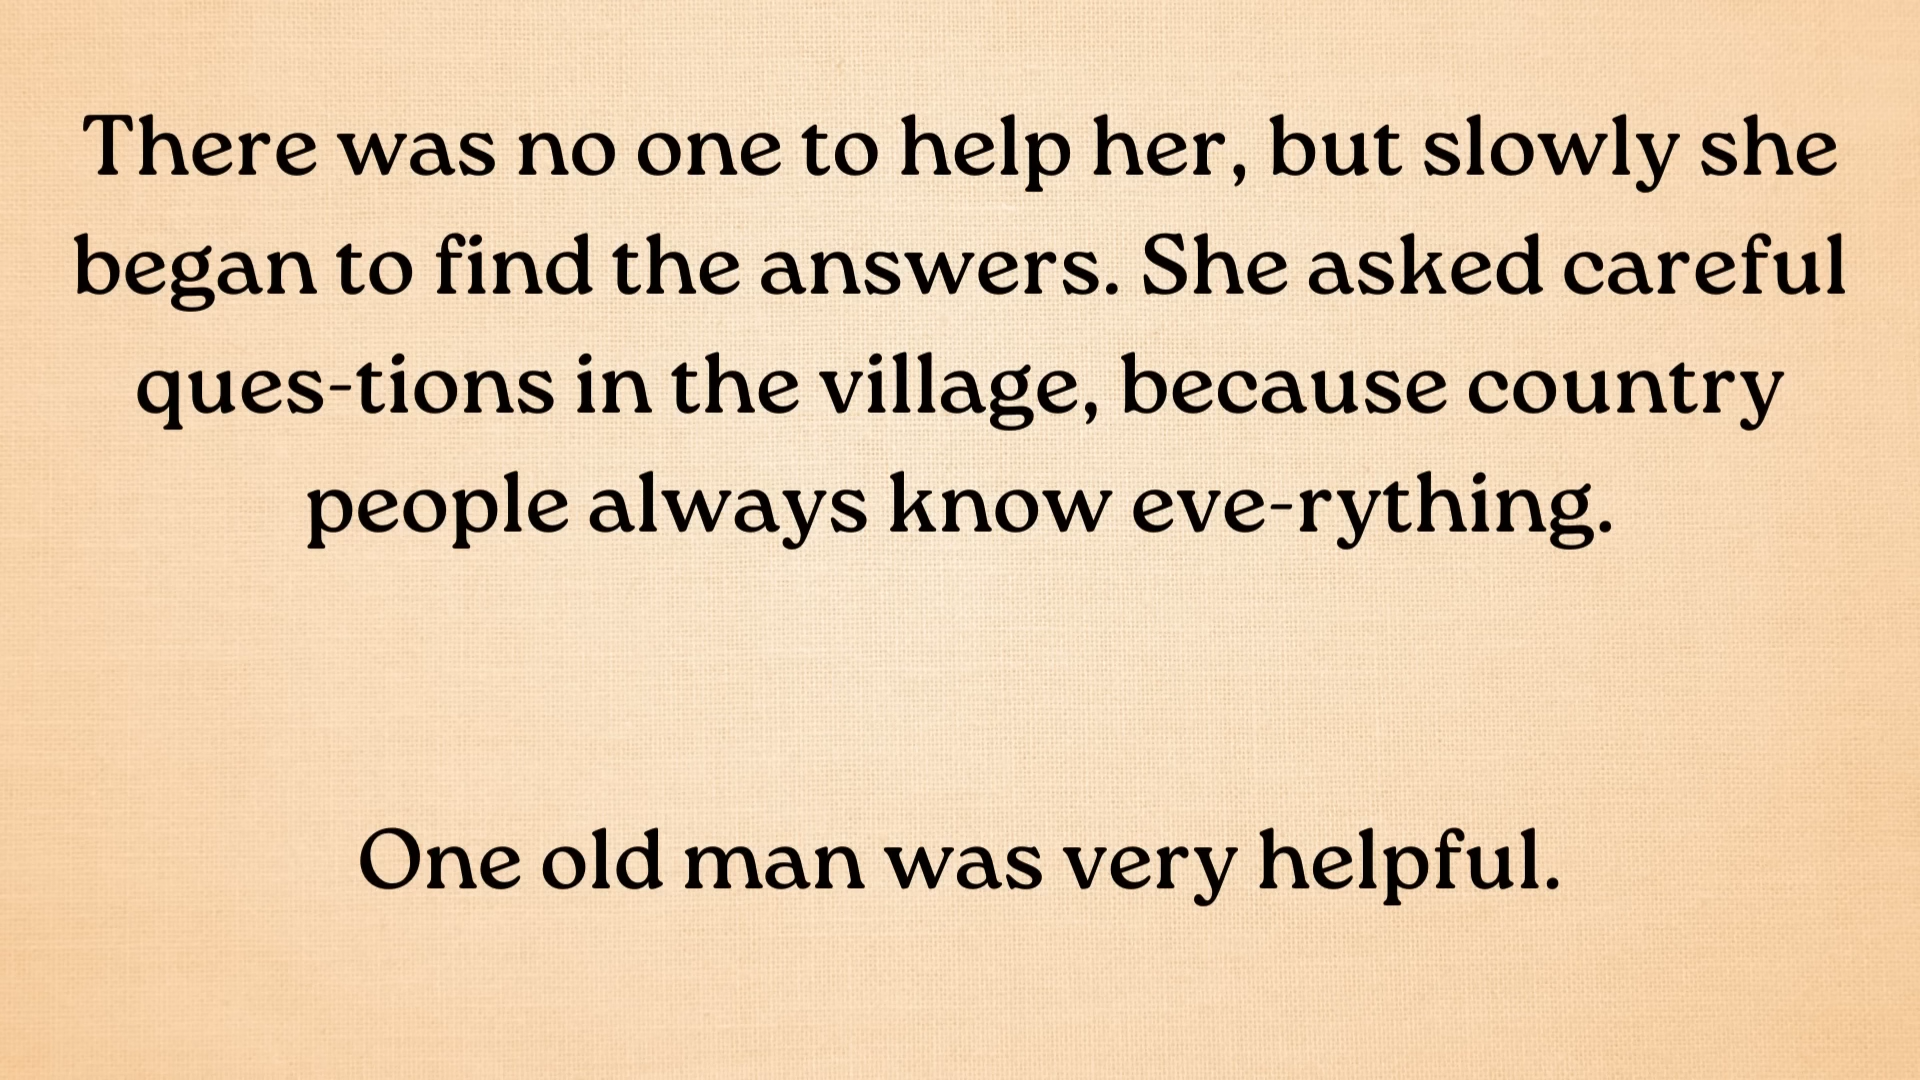 There was no one to help her, but slowly she
began to find the answers. She asked careful
ques-tions in the village, because country
people always know eve-rything.
One old man was very helpful.